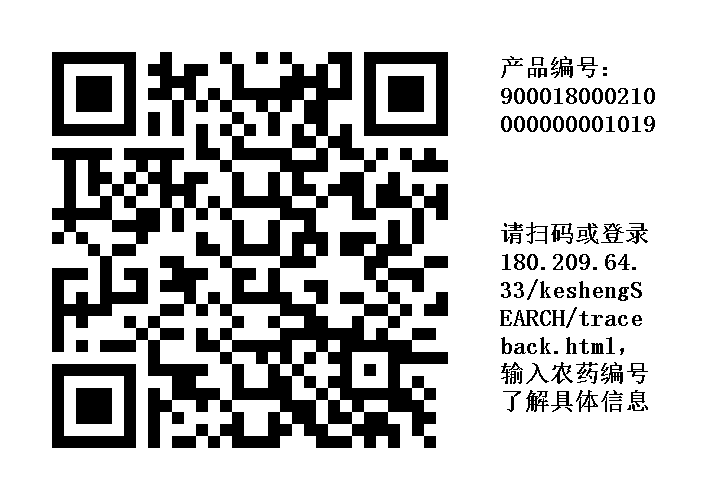 产品编号：
900018000210
000000001019
请扫码或登录
180.209.64.
33/keshengS
EARCH/trace
back.html，
输入农药编号
了解具体信息